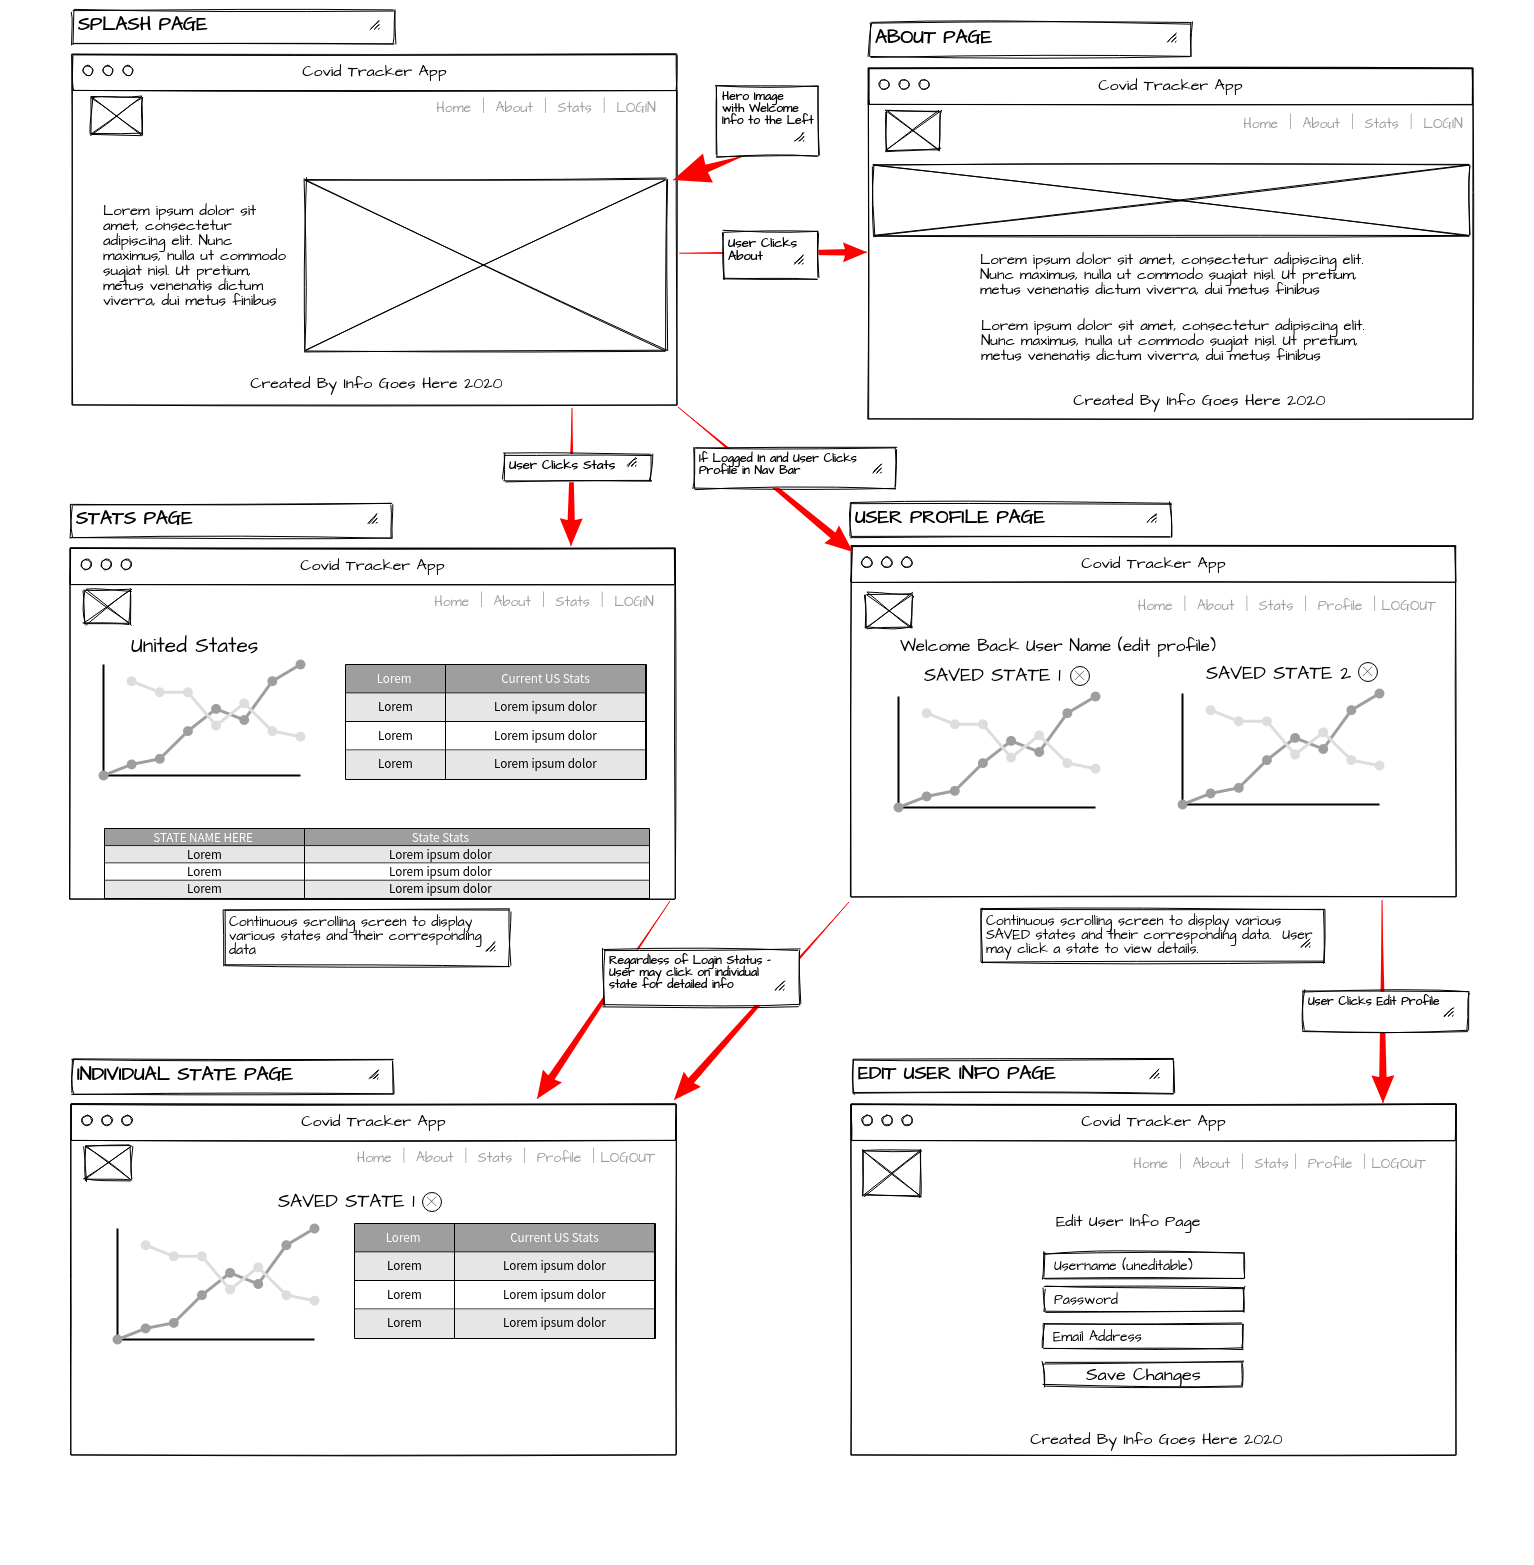 SPLASH PAGE
Covid Tracker App
Home | About | Stats | LOGIN
Lorem ipsum dolor sit
amet, consectetur
adipiscing elit. Nunc
maximus, nulla ut commodo
sugiat nisl. Ut pretium,
metus venenatis dictum
viverra, dui metus finibus
Created By Info Goes Here 2020
Hero Image
with Welcome
Info to the Left
User Clicks
About
ABOUT PAGE
Covid Tracker App
Home | About | Stats | LOGIN
Lorem ipsum dolor sit amet, consectetur adipiscing elit.
Nunc maximus, nulla ut commodo sugiat nisl. Ut pretium,
metus venenatis dictum viverra, dui metus finibus
Lorem ipsum dolor sit amet, consectetur adipiscing elit.
Nunc maximus, nulla ut commodo sugiat nisl. Ut pretium,
metus venenatis dictum viverra, dui metus finibus
Created By Info Goes Here 2020
User Clicks Stats
If Logged In and User Clicks
Profile in Nav Bar
STATS PAGE
Covid Tracker App
Home | About | Stats | LOGIN
United States
Lorem Current US Stats
Lorem Lorem ipsum dolor
Lorem Lorem ipsum dolor
Lorem Lorem ipsum dolor
STATE NAME HERE State Stats
Lorem Lorem ipsum dolor
Lorem Lorem ipsum dolor
Lorem Lorem ipsum dolor
Continuous scrolling screen to display
various states and their corresponding
data
USER PROFILE PAGE
Covid Tracker App
Home | About | Stats | Profile | LOGOUT
Welcome Back User Name (edit profile)
SAVED STATE 1
SAVED STATE 2
Continuous scrolling screen to display various
SAVED states and their corresponding data. User
may click a state to view details.
Regardless of Login Status -
User may click on individual
state for detailed info
User Clicks Edit Profile
INDIVIDUAL STATE PAGE
Covid Tracker App
Home | About | Stats | Profile | LOGOUT
SAVED STATE 1
Lorem Current US Stats
Lorem Lorem ipsum dolor
Lorem Lorem ipsum dolor
Lorem Lorem ipsum dolor
EDIT USER INFO PAGE
Covid Tracker App
Home | About | Stats | Profile | LOGOUT
Edit User Info Page
Username (uneditable)
Password
Email Address
Save Changes
Created By Info Goes Here 2020